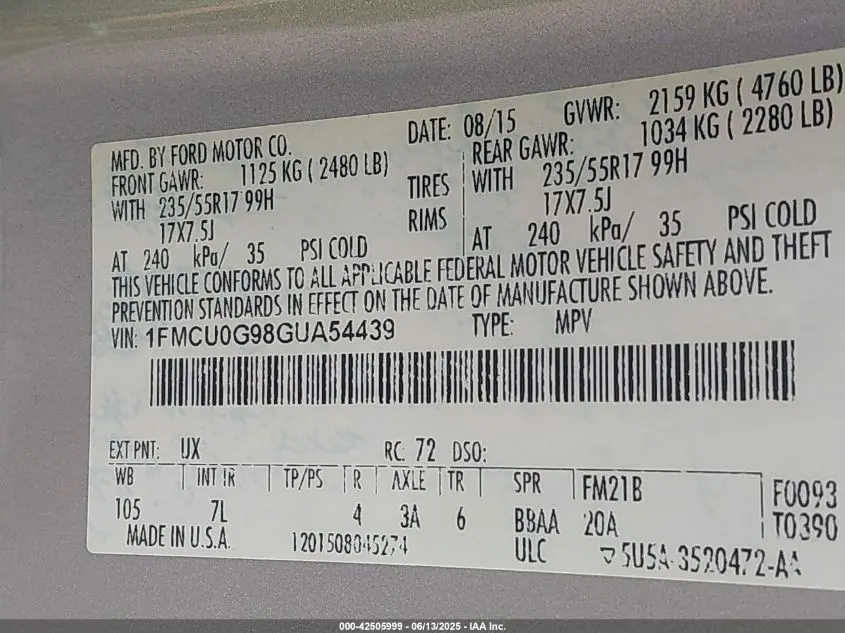 MFD. BY FORD MOTOR CO. DATE: 08/15 GVWR: 2159 KG ( 4760 LB)
FRONT GAWR: 1125 KG ( 2480 LB) REAR GAWR: 1034 KG ( 2280 LB)
WITH 235/55R17 99H TIRES WITH 235/55R17 99H
17X7.5J RIMS 17X7.5J
AT 240 kPa/ 35 PSI COLD AT 240 kPa/ 35 PSI COLD
THIS VEHICLE CONFORMS TO ALL APPLICABLE FEDERAL MOTOR VEHICLE SAFETY AND THEFT
PREVENTION STANDARDS IN EFFECT ON THE DATE OF MANUFACTURE SHOWN ABOVE.
VIN: 1FMCU0G98GUA54439 TYPE: MPV
EXT PNT: UX RC: 72 DSO:
WB INT TR TP/PS R AXLE TR SPR FM21B F0093
105 7L 4 3A 6 BBAA 20A T0390
MADE IN U.S.A. 1201508045274 ULC 5U5A-3520472-AA
000-42505999 - 06/13/2025 - IAA Inc.